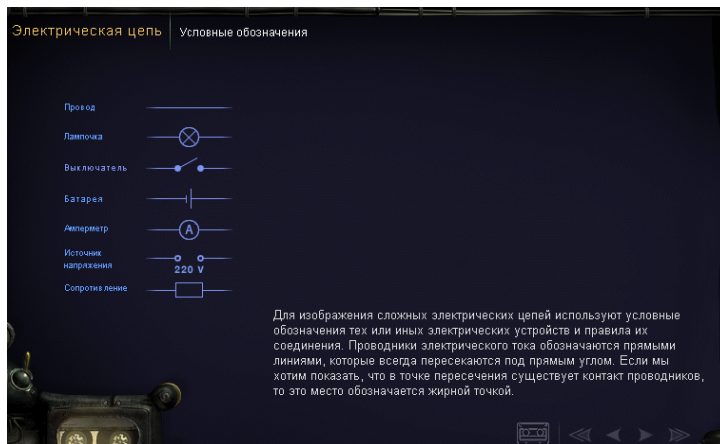 Электрическая цепь
Условные обозначения
Провод
Лампочка
Выключатель
Батарея
Амперметр
A
Источник
напряжения
220 V
Сопротивление
Для изображения сложных электрических цепей используют условные
обозначения тех или иных электрических устройств и правила их
соединения. Проводники электрического тока обозначаются прямыми
линиями, которые всегда пересекаются под прямым углом. Если мы
хотим показать, что в точке пересечения существует контакт проводников,
то это место обозначается жирной точкой.